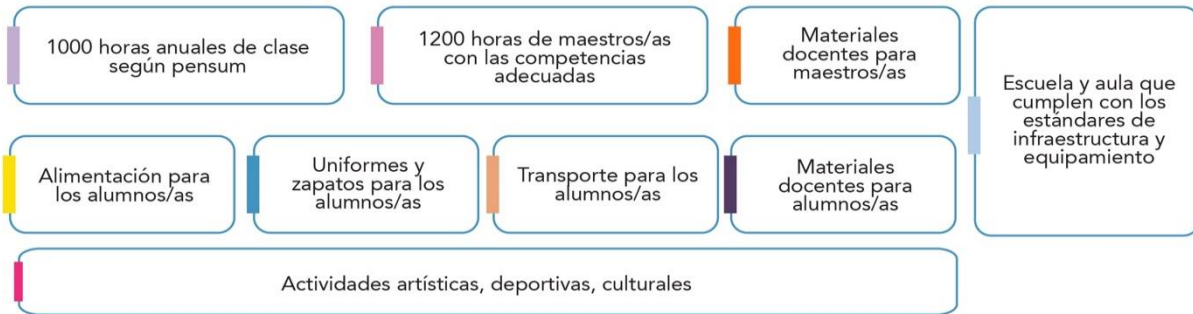 1000 horas anuales de clase
según pensum
1200 horas de maestros/as
con las competencias
adecuadas
Materiales
docentes para
maestros/as
Escuela y aula que
cumplen con los
estándares de
infraestructura y
equipamiento
Alimentación para
los alumnos/as
Uniformes y
zapatos para los
alumnos/as
Transporte para los
alumnos/as
Materiales
docentes para
alumnos/as
Actividades artísticas, deportivas, culturales